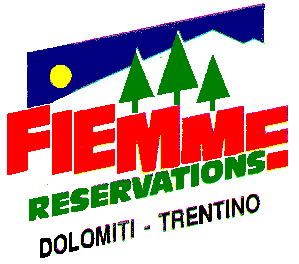 FIEMME
RESERVATIONS
DOLOMITI - TRENTINO